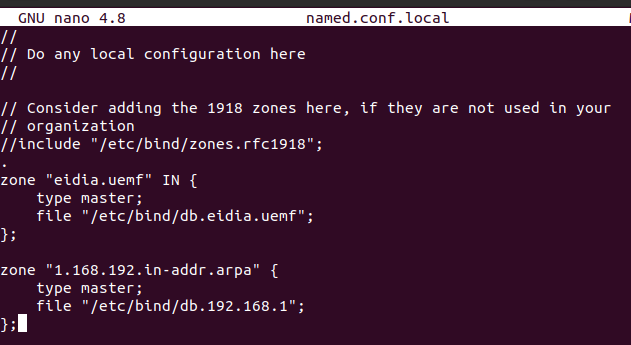 GNU nano 4.8 named.conf.local
//
// Do any local configuration here
//
// Consider adding the 1918 zones here, if they are not used in your
// organization
//include "/etc/bind/zones.rfc1918";
.
zone "eidia.uemf" IN {
    type master;
    file "/etc/bind/db.eidia.uemf";
};
zone "1.168.192.in-addr.arpa" {
    type master;
    file "/etc/bind/db.192.168.1";
};